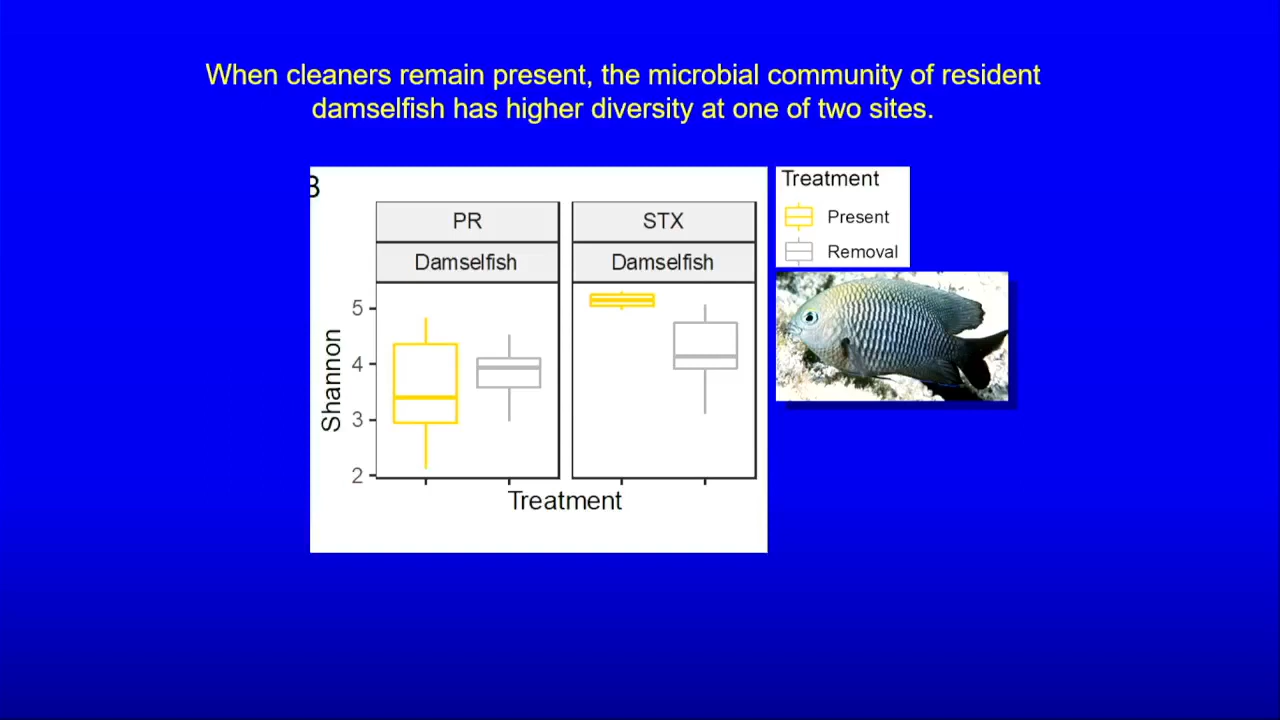 When cleaners remain present, the microbial community of resident
damselfish has higher diversity at one of two sites.
PR
STX
Damselfish
Damselfish
5
4
3
2
Shannon
Treatment
Treatment
Present
Removal